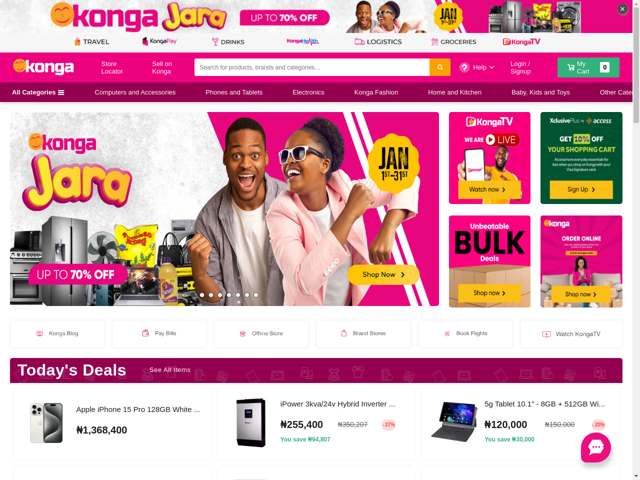 konga Jara UP TO 70% OFF JAN 1ST-31ST
TRAVEL KongaPay DRINKS LOGISTICS GROCERIES KongaTV
konga Store Locator Sell on Konga Search for products, brands and categories... Help Login / Signup My Cart 0
All Categories Computers and Accessories Phones and Tablets Electronics Konga Fashion Home and Kitchen Baby, Kids and Toys Other Cate
konga
Jara
UP TO 70% OFF
JAN
1ST-31ST
Shop Now
KongaTV
WE ARE LIVE
Watch now
XclusivePlus access
GET 10% OFF
YOUR SHOPPING CART
Sign Up
Unbeatable
BULK
Deals
Shop now
konga
ORDER ONLINE
Shop now
Konga Blog Pay Bills Offline Store Brand Stores Book Flights Watch KongaTV
Today's Deals See All Items
Apple iPhone 15 Pro 128GB White ...
₦1,368,400
iPower 3kva/24v Hybrid Inverter ...
₦255,400 ₦350,207 -37%
You save ₦94,807
5g Tablet 10.1" - 8GB + 512GB Wi...
₦120,000 ₦150,000
You save ₦30,000